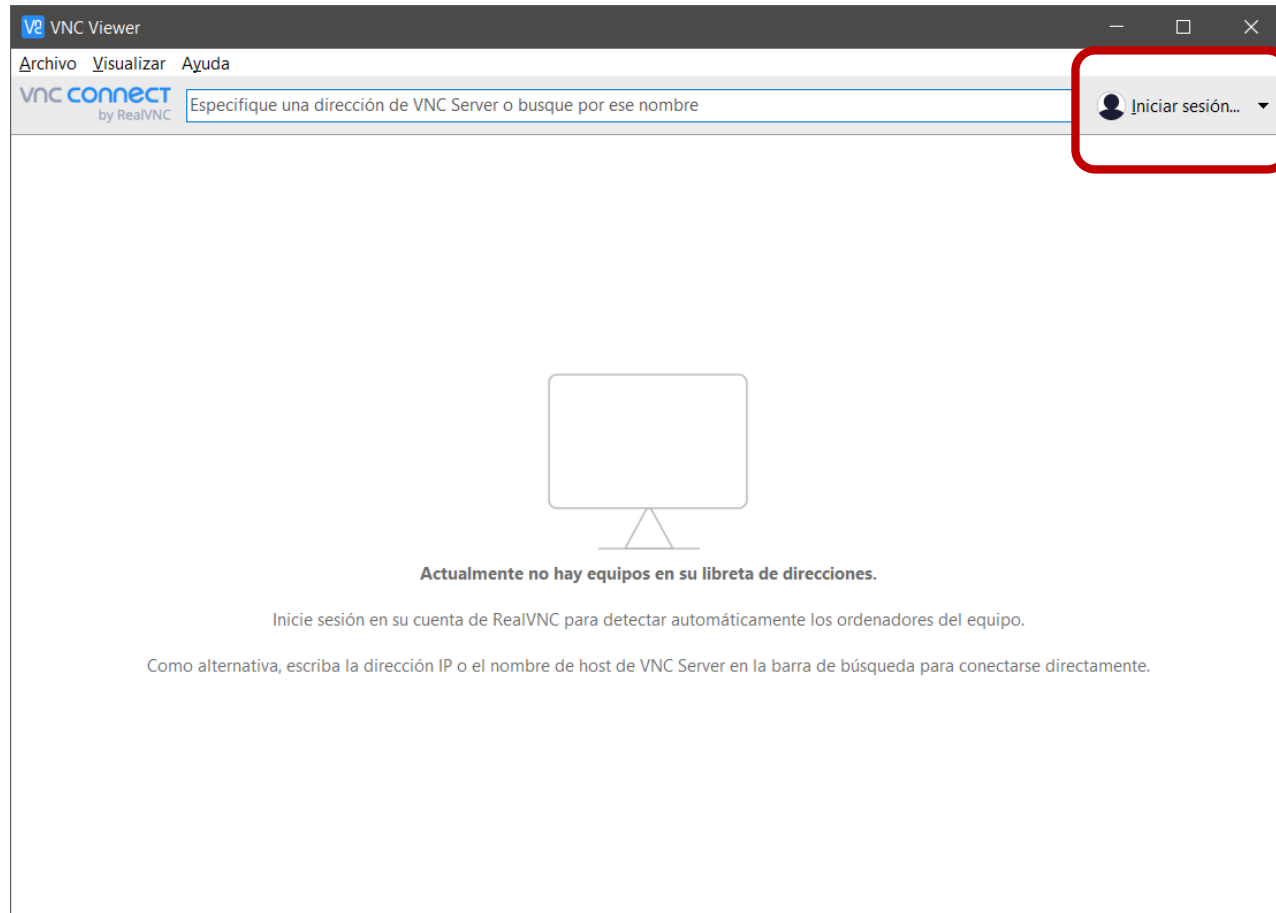 V2 VNC Viewer
Archivo Visualizar Ayuda
vnc connect
by RealVNC
Especifique una dirección de VNC Server o busque por ese nombre
Iniciar sesión...
Actualmente no hay equipos en su libreta de direcciones.
Inicie sesión en su cuenta de RealVNC para detectar automáticamente los ordenadores del equipo.
Como alternativa, escriba la dirección IP o el nombre de host de VNC Server en la barra de búsqueda para conectarse directamente.